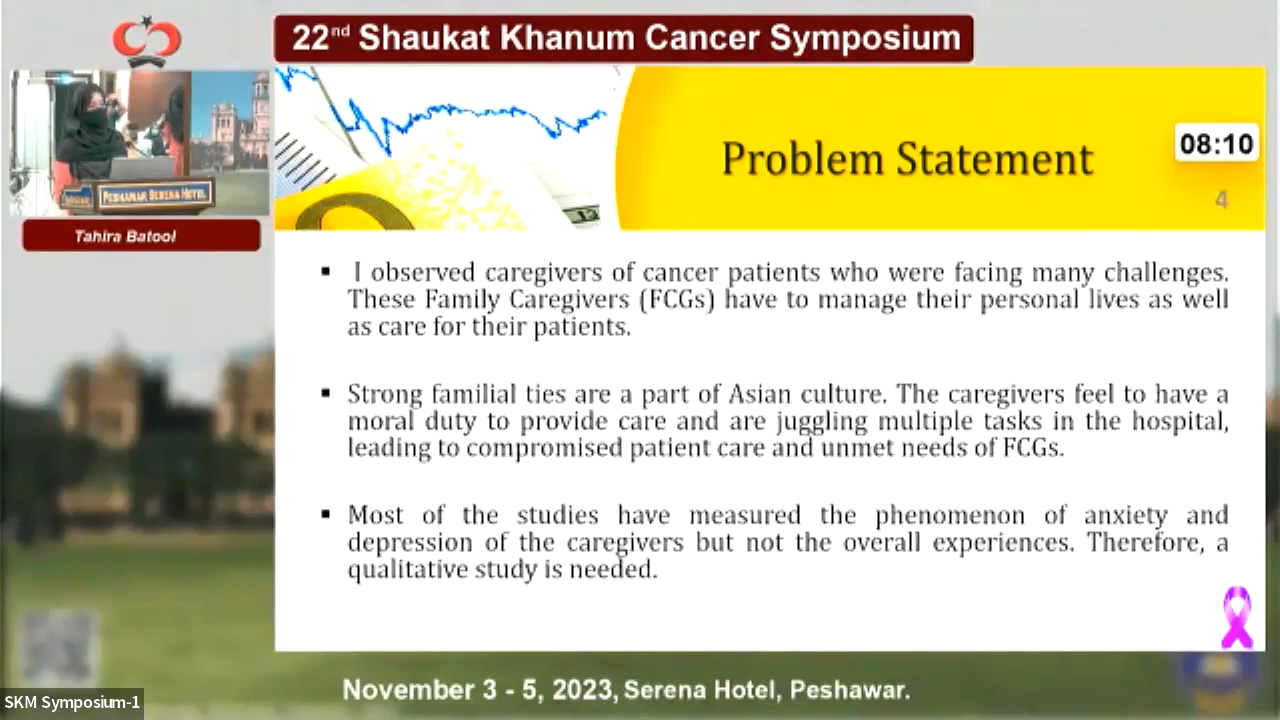 22nd Shaukat Khanum Cancer Symposium
Problem Statement
08:10
4
PESHAWAR SERENA HOTEL
Tahira Batool
▪ I observed caregivers of cancer patients who were facing many challenges.
These Family Caregivers (FCGs) have to manage their personal lives as well
as care for their patients.
▪ Strong familial ties are a part of Asian culture. The caregivers feel to have a
moral duty to provide care and are juggling multiple tasks in the hospital,
leading to compromised patient care and unmet needs of FCGs.
▪ Most of the studies have measured the phenomenon of anxiety and
depression of the caregivers but not the overall experiences. Therefore, a
qualitative study is needed.
November 3 - 5, 2023, Serena Hotel, Peshawar.
SKM Symposium-1